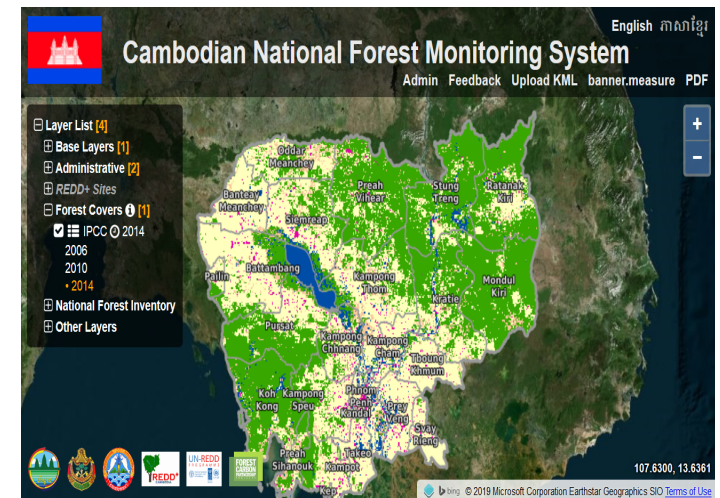 English ភាសាខ្មែរ
Cambodian National Forest Monitoring System
Admin Feedback Upload KML banner.measure PDF
Layer List [4]
Base Layers [1]
Administrative [2]
REDD+ Sites
Forest Covers [1]
IPCC 2014
2006
2010
• 2014
National Forest Inventory
Other Layers
+
−
Oddar
Meanchey
Banteay
Meanchey
Preah
Vihear
Stung
Treng
Ratanak
Kiri
Siemreap
Pailin
Battambang
Kampong
Thom
Mondul
Kiri
Kratie
Pursat
Kampong
Chhnang
Kampong
Cham
Tboung
Khmum
Koh
Kong
Kampong
Speu
Phnom
Penh
Kandal
Prey
Veng
Svay
Rieng
Preah
Sihanouk
Takeo
Kampot
Kep
REDD+
UN-REDD
PROGRAMME
FOREST
CARBON
PARTNERSHIP
107.6300, 13.6361
bing © 2019 Microsoft Corporation Earthstar Geographics SIO Terms of Use